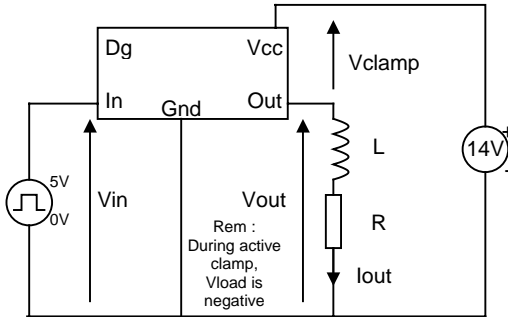 Dg
Vcc
Vclamp
In
Gnd
Out
14V
+
-
L
5V
0V
Vin
Vout
R
Rem :
During active
clamp,
Vload is
negative
Iout